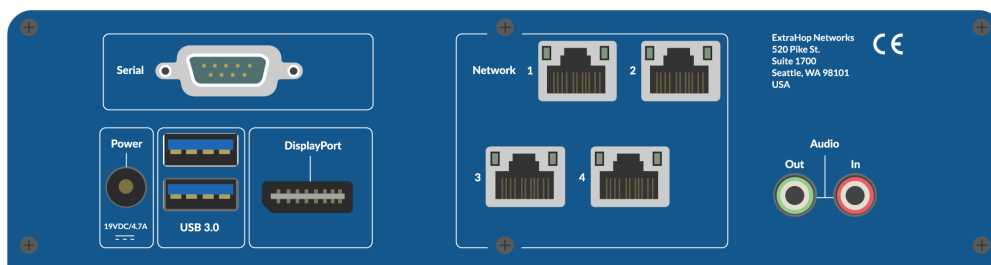 Serial
Power
19VDC/4.7A
USB 3.0
DisplayPort
Network 1 2
3 4
ExtraHop Networks
520 Pike St.
Suite 1700
Seattle, WA 98101
USA
CE
Audio
Out In